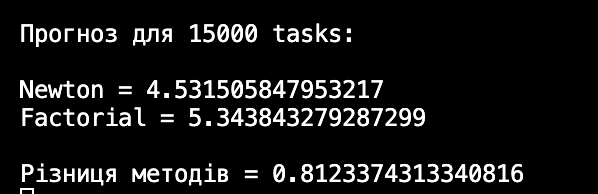 Прогноз для 15000 tasks:
Newton = 4.531505847953217
Factorial = 5.343843279287299
Різниця методів = 0.8123374313340816